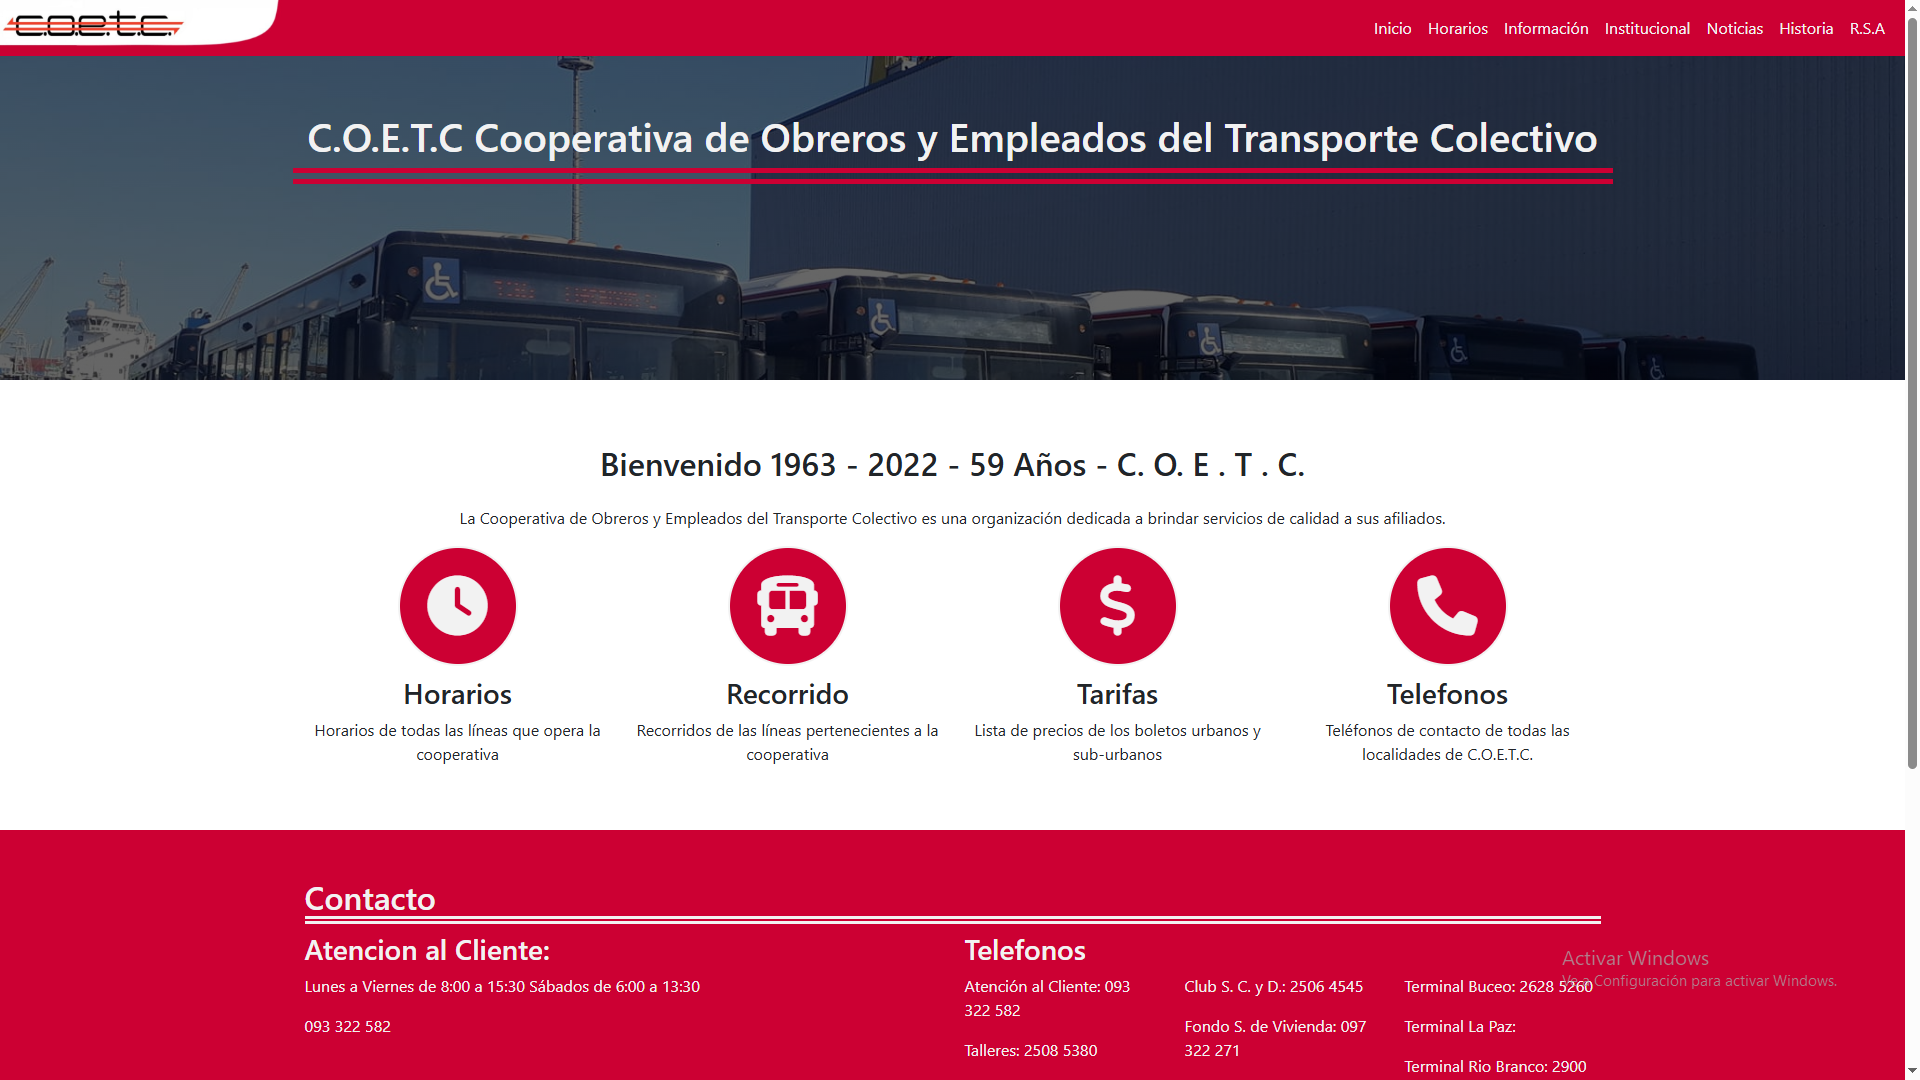 c.o.e.t.c.
Inicio Horarios Información Institucional Noticias Historia R.S.A
C.O.E.T.C Cooperativa de Obreros y Empleados del Transporte Colectivo
Bienvenido 1963 - 2022 - 59 Años - C. O. E . T . C.
La Cooperativa de Obreros y Empleados del Transporte Colectivo es una organización dedicada a brindar servicios de calidad a sus afiliados.
Horarios
Horarios de todas las líneas que opera la
cooperativa
Recorrido
Recorridos de las líneas pertenecientes a la
cooperativa
Tarifas
Lista de precios de los boletos urbanos y
sub-urbanos
Telefonos
Teléfonos de contacto de todas las
localidades de C.O.E.T.C.
Contacto
Atencion al Cliente:
Lunes a Viernes de 8:00 a 15:30 Sábados de 6:00 a 13:30
093 322 582
Telefonos
Atención al Cliente: 093
322 582
Talleres: 2508 5380
Club S. C. y D.: 2506 4545
Fondo S. de Vivienda: 097
322 271
Terminal Buceo: 2628 5260
Terminal La Paz:
Terminal Rio Branco: 2900
Activar Windows
Ve a Configuración para activar Windows.